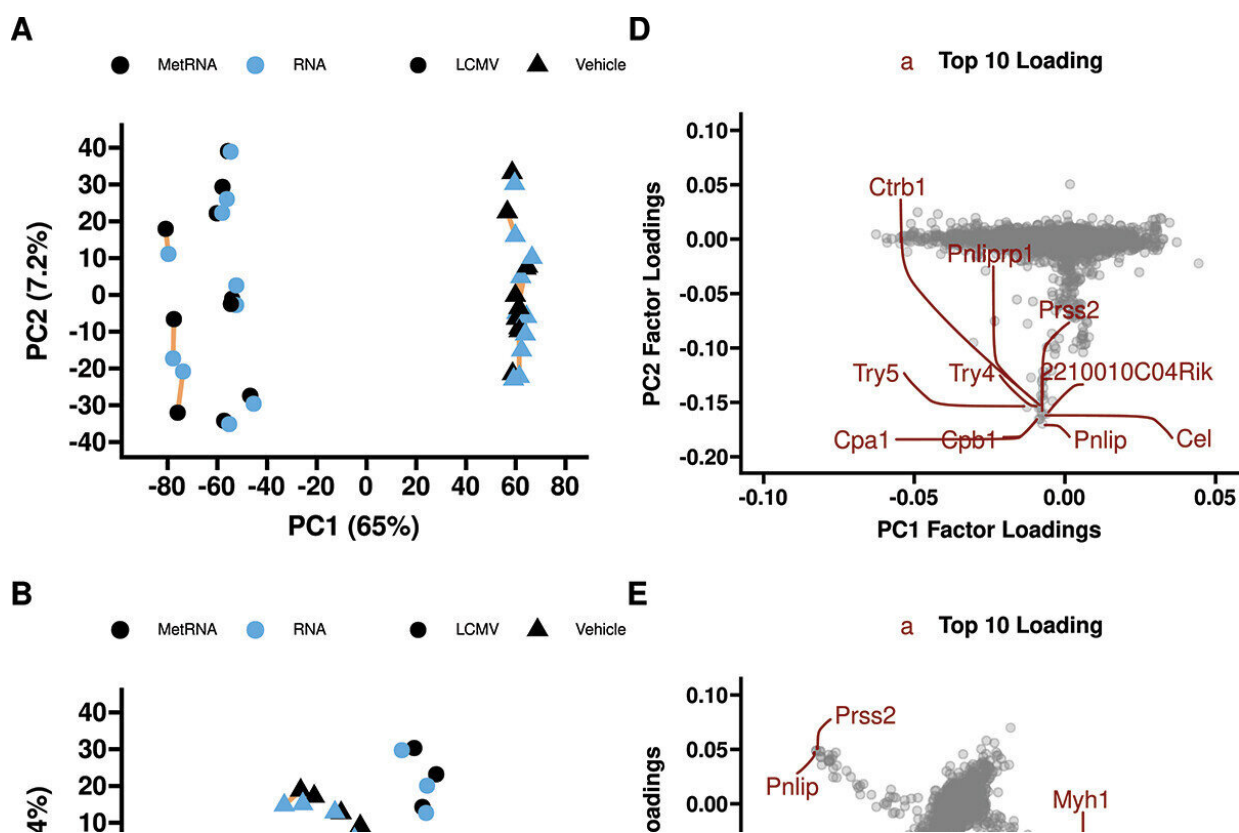 A
MetRNA RNA LCMV Vehicle
40
30
20
10
0
-10
-20
-30
-40
PC2 (7.2%)
-80 -60 -40 -20 0 20 40 60 80
PC1 (65%)
D
a Top 10 Loading
0.10
0.05
0.00
-0.05
-0.10
-0.15
-0.20
PC2 Factor Loadings
Ctrb1
Pnliprp1
Prss2
Try5 Try4 2210010C04Rik
Cpa1 Cpb1 Pnlip Cel
-0.10 -0.05 0.00 0.05
PC1 Factor Loadings
B
MetRNA RNA LCMV Vehicle
40
30
20
10
4%)
E
a Top 10 Loading
0.10
0.05
0.00
oadings
Prss2
Pnlip
Myh1